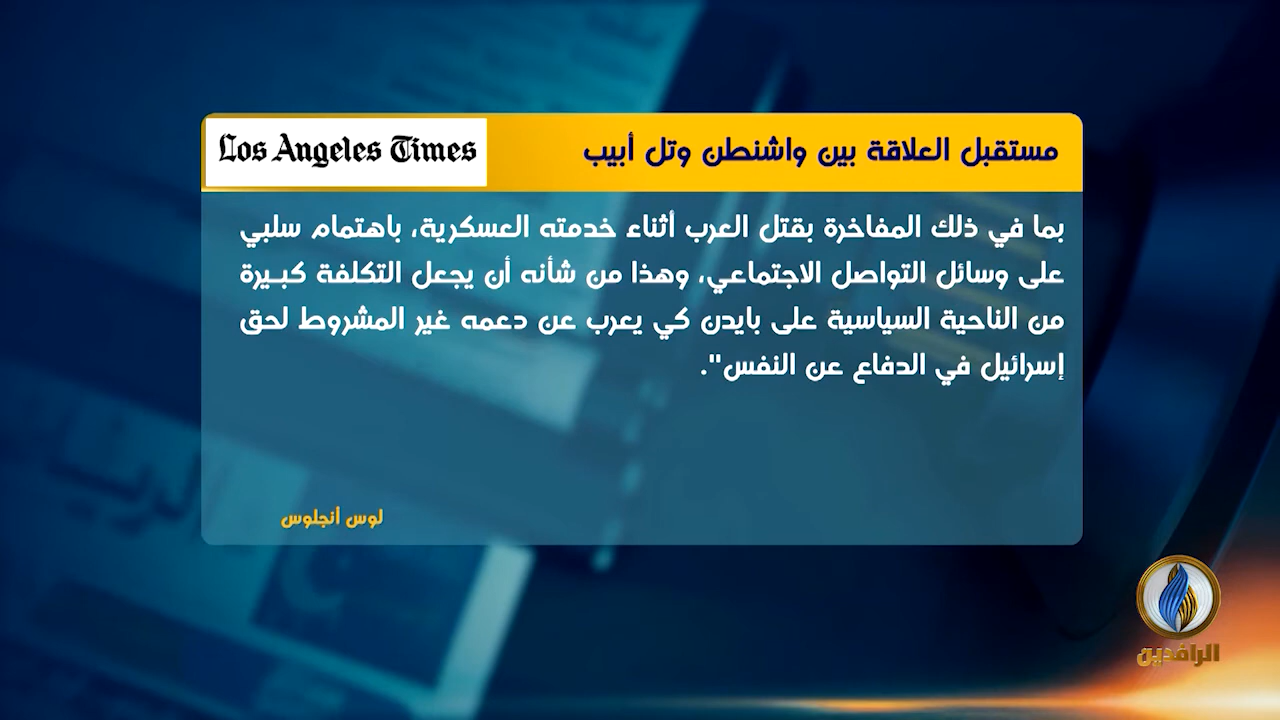 مستقبل العلاقة بين واشنطن وتل أبيب
Los Angeles Times
بما في ذلك المفاخرة بقتل العرب أثناء خدمته العسكرية، باهتمام سلبي
على وسائل التواصل الاجتماعي، وهذا من شأنه أن يجعل التكلفة كبيرة
من الناحية السياسية على بايدن كي يعرب عن دعمه غير المشروط لحق
إسرائيل في الدفاع عن النفس".
لوس أنجلوس
الرافدين